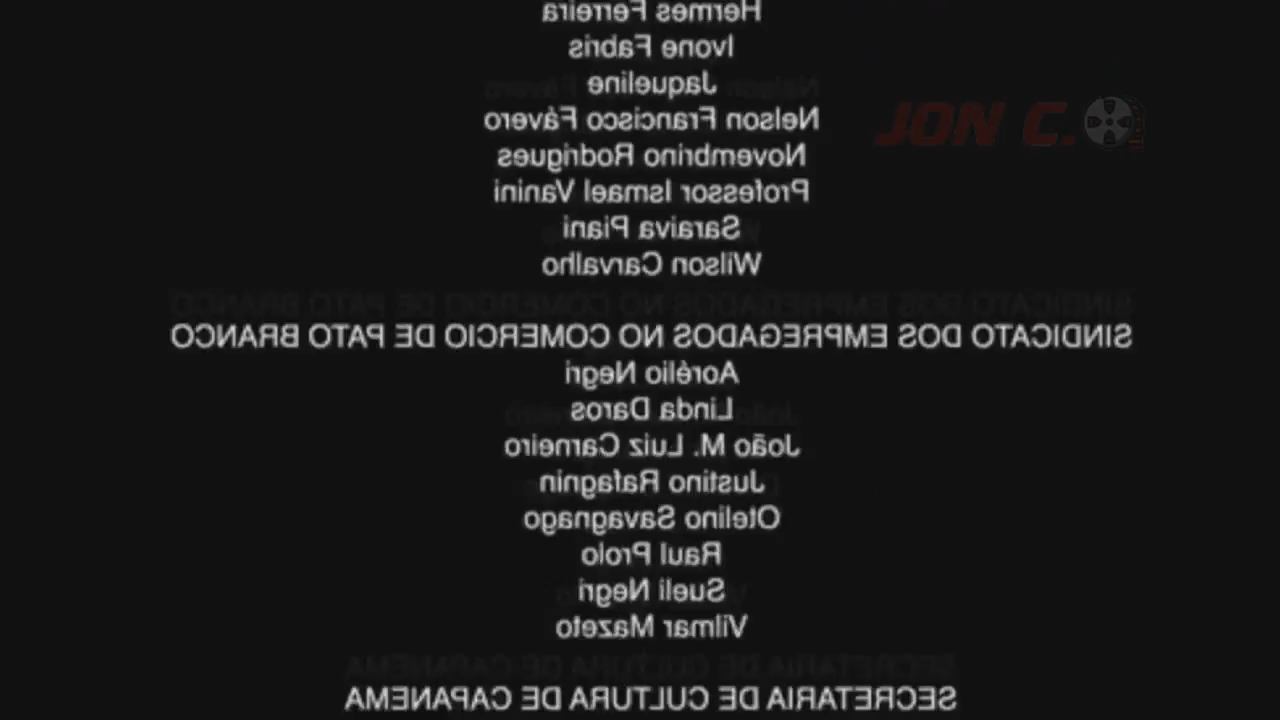 Hermes Ferreira
Ivone Fabris
Jaqueline
Nelson Francisco Fávero
JON C.
Novembrino Rodrigues
Professor Ismael Vanini
Saraiva Piani
Wilson Carvalho
SINDICATO DOS EMPREGADOS NO COMERCIO DE PATO BRANCO
Aorélio Negri
Linda Daros
João M. Luiz Carneiro
Justino Rafagnin
Otelino Savagnago
Raul Prolo
Sueli Negri
Vilmar Mazeto
SECRETARIA DE CULTURA DE CAPANEMA